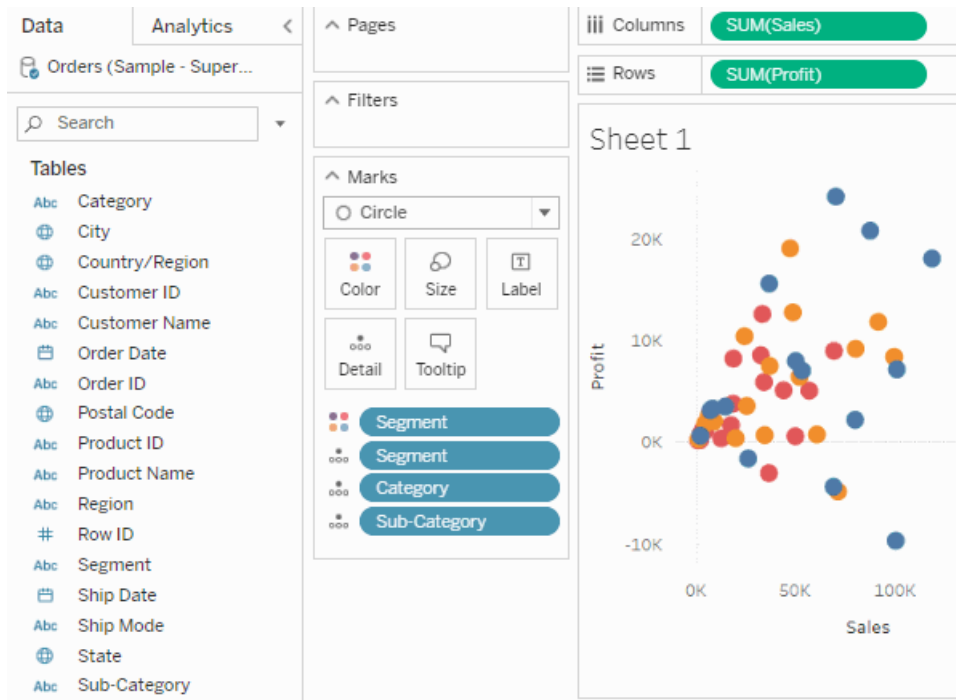 Data
Analytics
Orders (Sample - Super...
Search
Tables
Abc Category
City
Country/Region
Abc Customer ID
Abc Customer Name
Order Date
Abc Order ID
Postal Code
Abc Product ID
Abc Product Name
Abc Region
# Row ID
Abc Segment
Ship Date
Abc Ship Mode
State
Abc Sub-Category
Pages
Filters
Marks
Circle
Color
Size
T
Label
Detail
Tooltip
Segment
Segment
Category
Sub-Category
Columns
SUM(Sales)
Rows
SUM(Profit)
Sheet 1
Profit
20K
10K
0K
-10K
0K 50K 100K
Sales